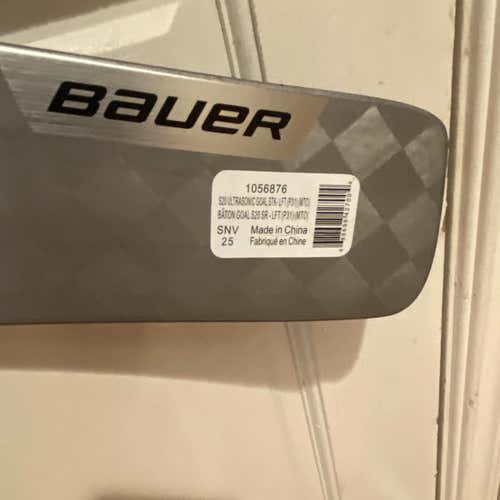 BAUER
1056876
S20 ULTRASONIC GOAL STK- LFT (P31) (MTO)
BÂTON GOAL S20 SR - LFT (P31) (MTO)
SNV Made in China
25 Fabriqué en Chine